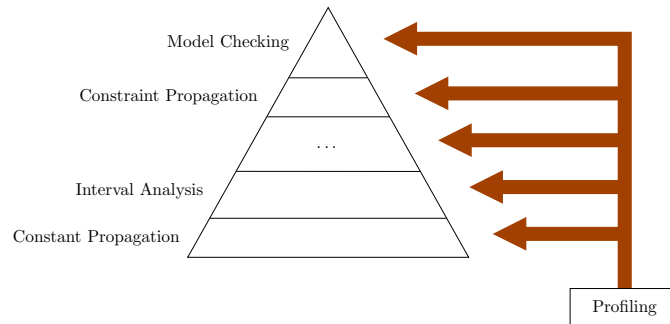 Model Checking
Constraint Propagation
...
Interval Analysis
Constant Propagation
Profiling